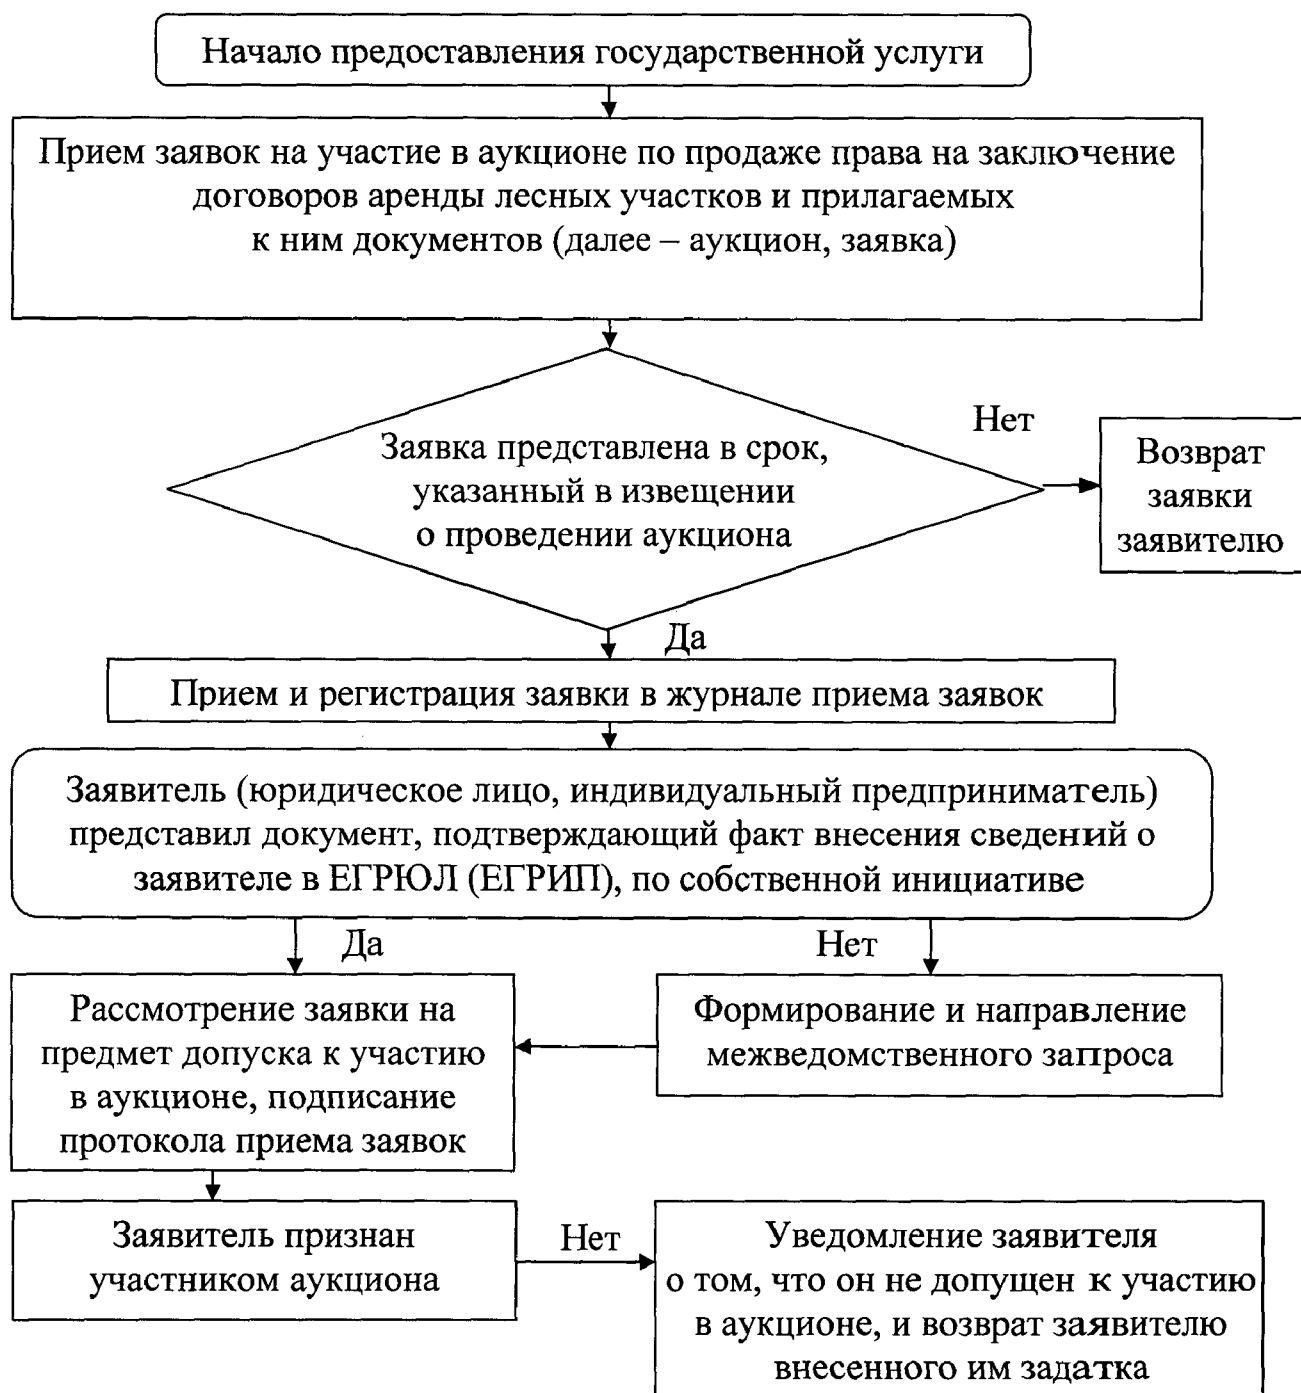 Начало предоставления государственной услуги
Прием заявок на участие в аукционе по продаже права на заключение
договоров аренды лесных участков и прилагаемых
к ним документов (далее – аукцион, заявка)
Нет
Заявка представлена в срок,
указанный в извещении
о проведении аукциона
Возврат
заявки
заявителю
Да
Прием и регистрация заявки в журнале приема заявок
Заявитель (юридическое лицо, индивидуальный предприниматель)
представил документ, подтверждающий факт внесения сведений о
заявителе в ЕГРЮЛ (ЕГРИП), по собственной инициативе
Да
Нет
Рассмотрение заявки на
предмет допуска к участию
в аукционе, подписание
протокола приема заявок
Формирование и направление
межведомственного запроса
Заявитель признан
участником аукциона
Нет
Уведомление заявителя
о том, что он не допущен к участию
в аукционе, и возврат заявителю
внесенного им задатка